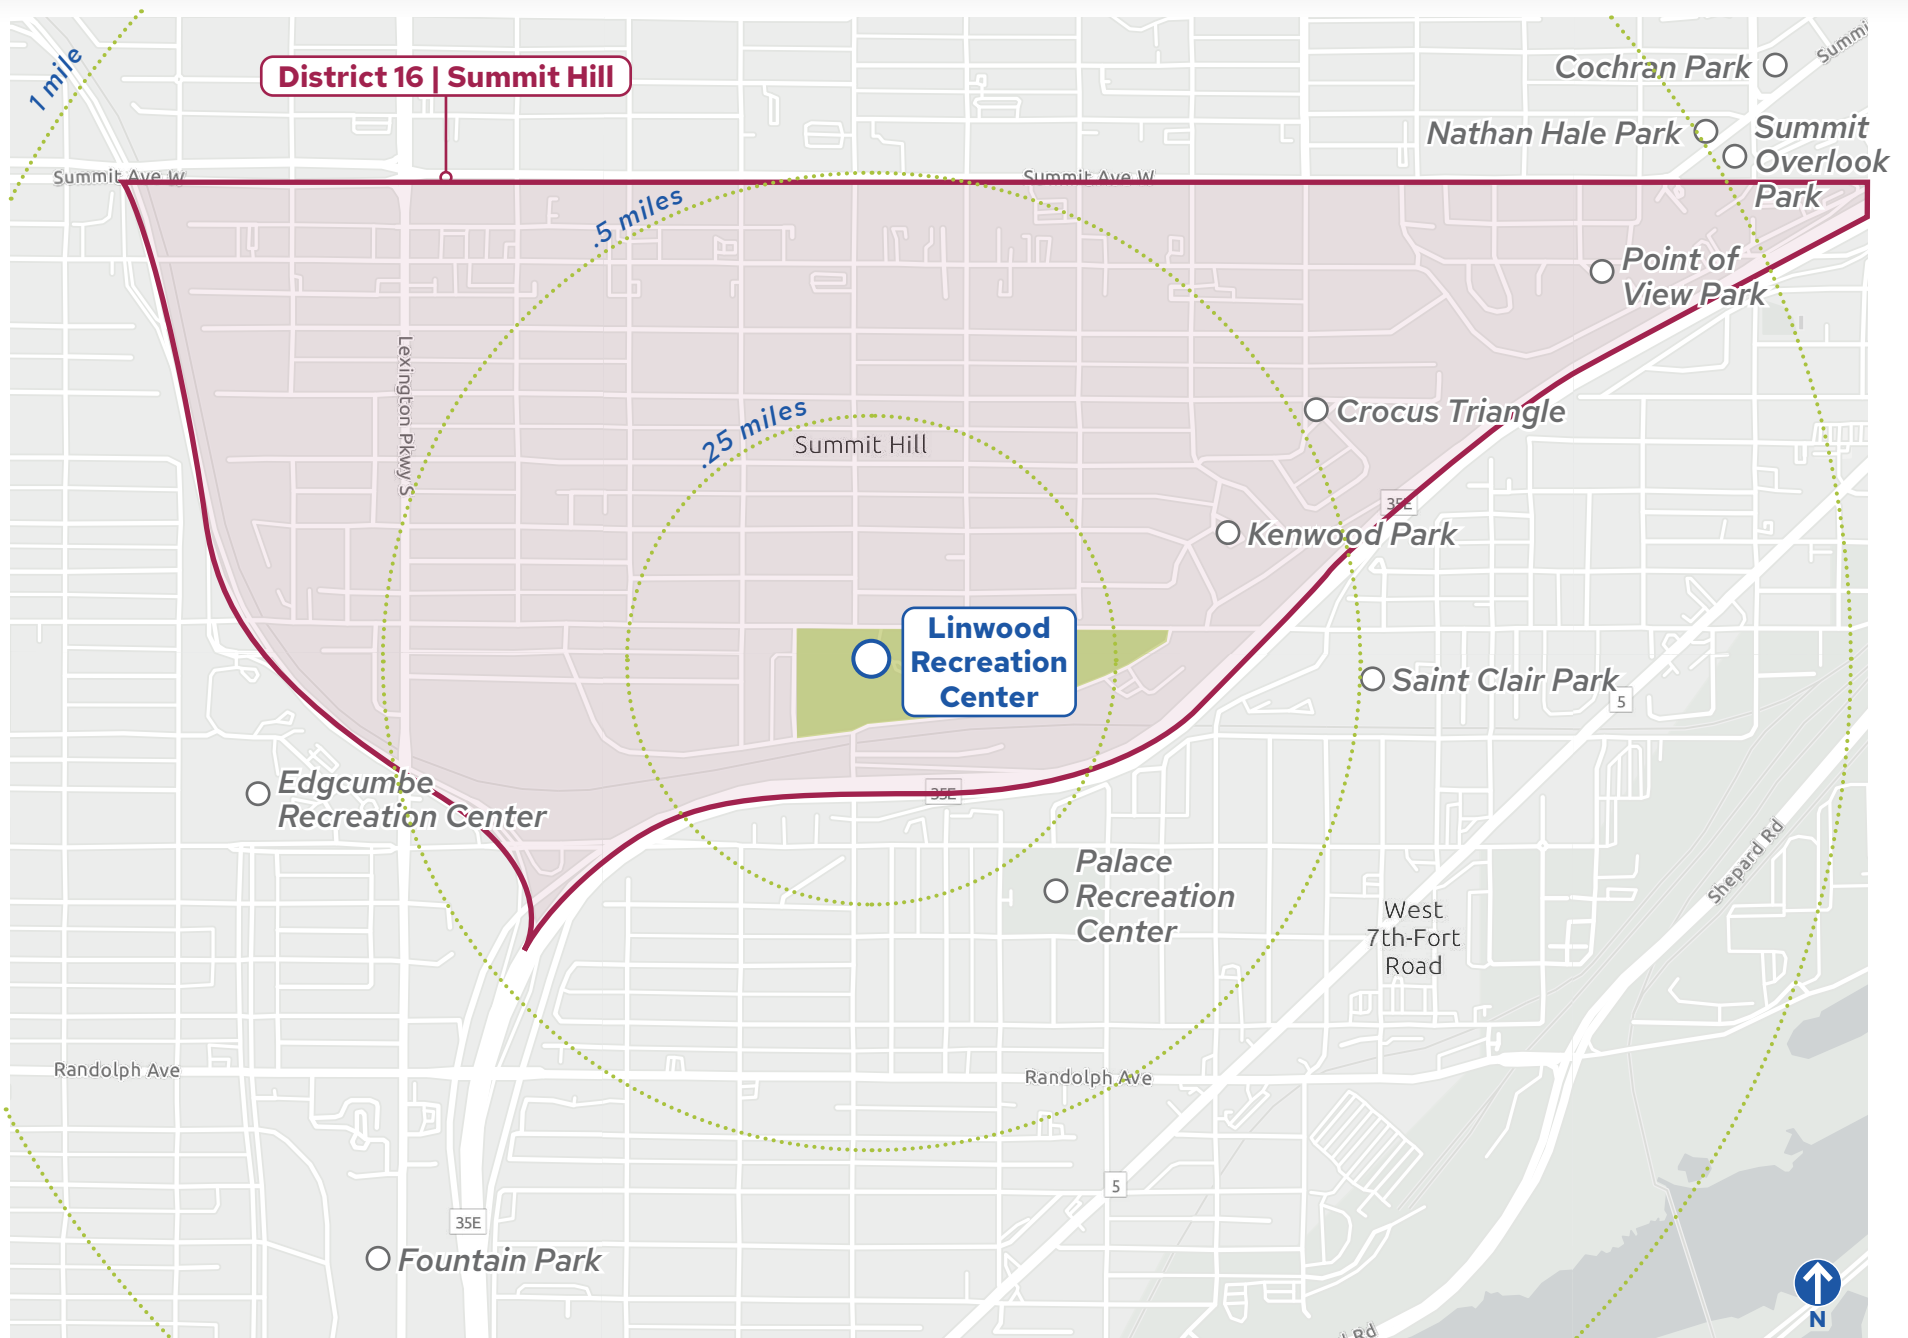 1 mile
District 16 | Summit Hill
Cochran Park
Nathan Hale Park
Summit
Overlook
Park
Summit Ave W
Summit Ave W
.5 miles
Point of
View Park
Lexington Pkwy S
.25 miles
Summit Hill
Crocus Triangle
35E
Kenwood Park
Linwood
Recreation
Center
Saint Clair Park
5
Edgcumbe
Recreation Center
35E
Palace
Recreation
Center
Shepard Rd
West
7th-Fort
Road
Randolph Ave
Randolph Ave
5
35E
Fountain Park
N
Rd